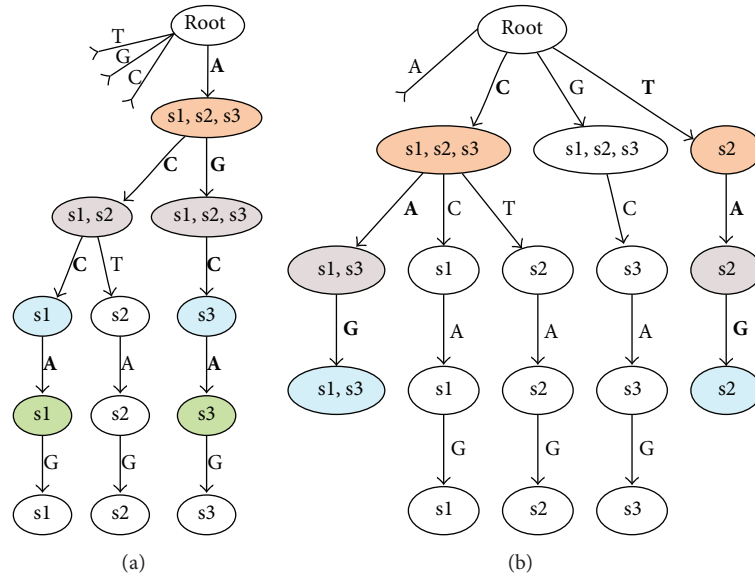 Root
T
G
C
A
s1, s2, s3
C
G
s1, s2
s1, s2, s3
C
T
C
s1
s2
s3
A
A
A
s1
s2
s3
G
G
G
s1
s2
s3
(a)
Root
A
C
G
T
s1, s2, s3
s1, s2, s3
s2
A
C
T
C
A
s1, s3
s1
s2
s3
s2
G
A
A
A
G
s1, s3
s1
s2
s3
s2
G
G
G
s1
s2
s3
(b)